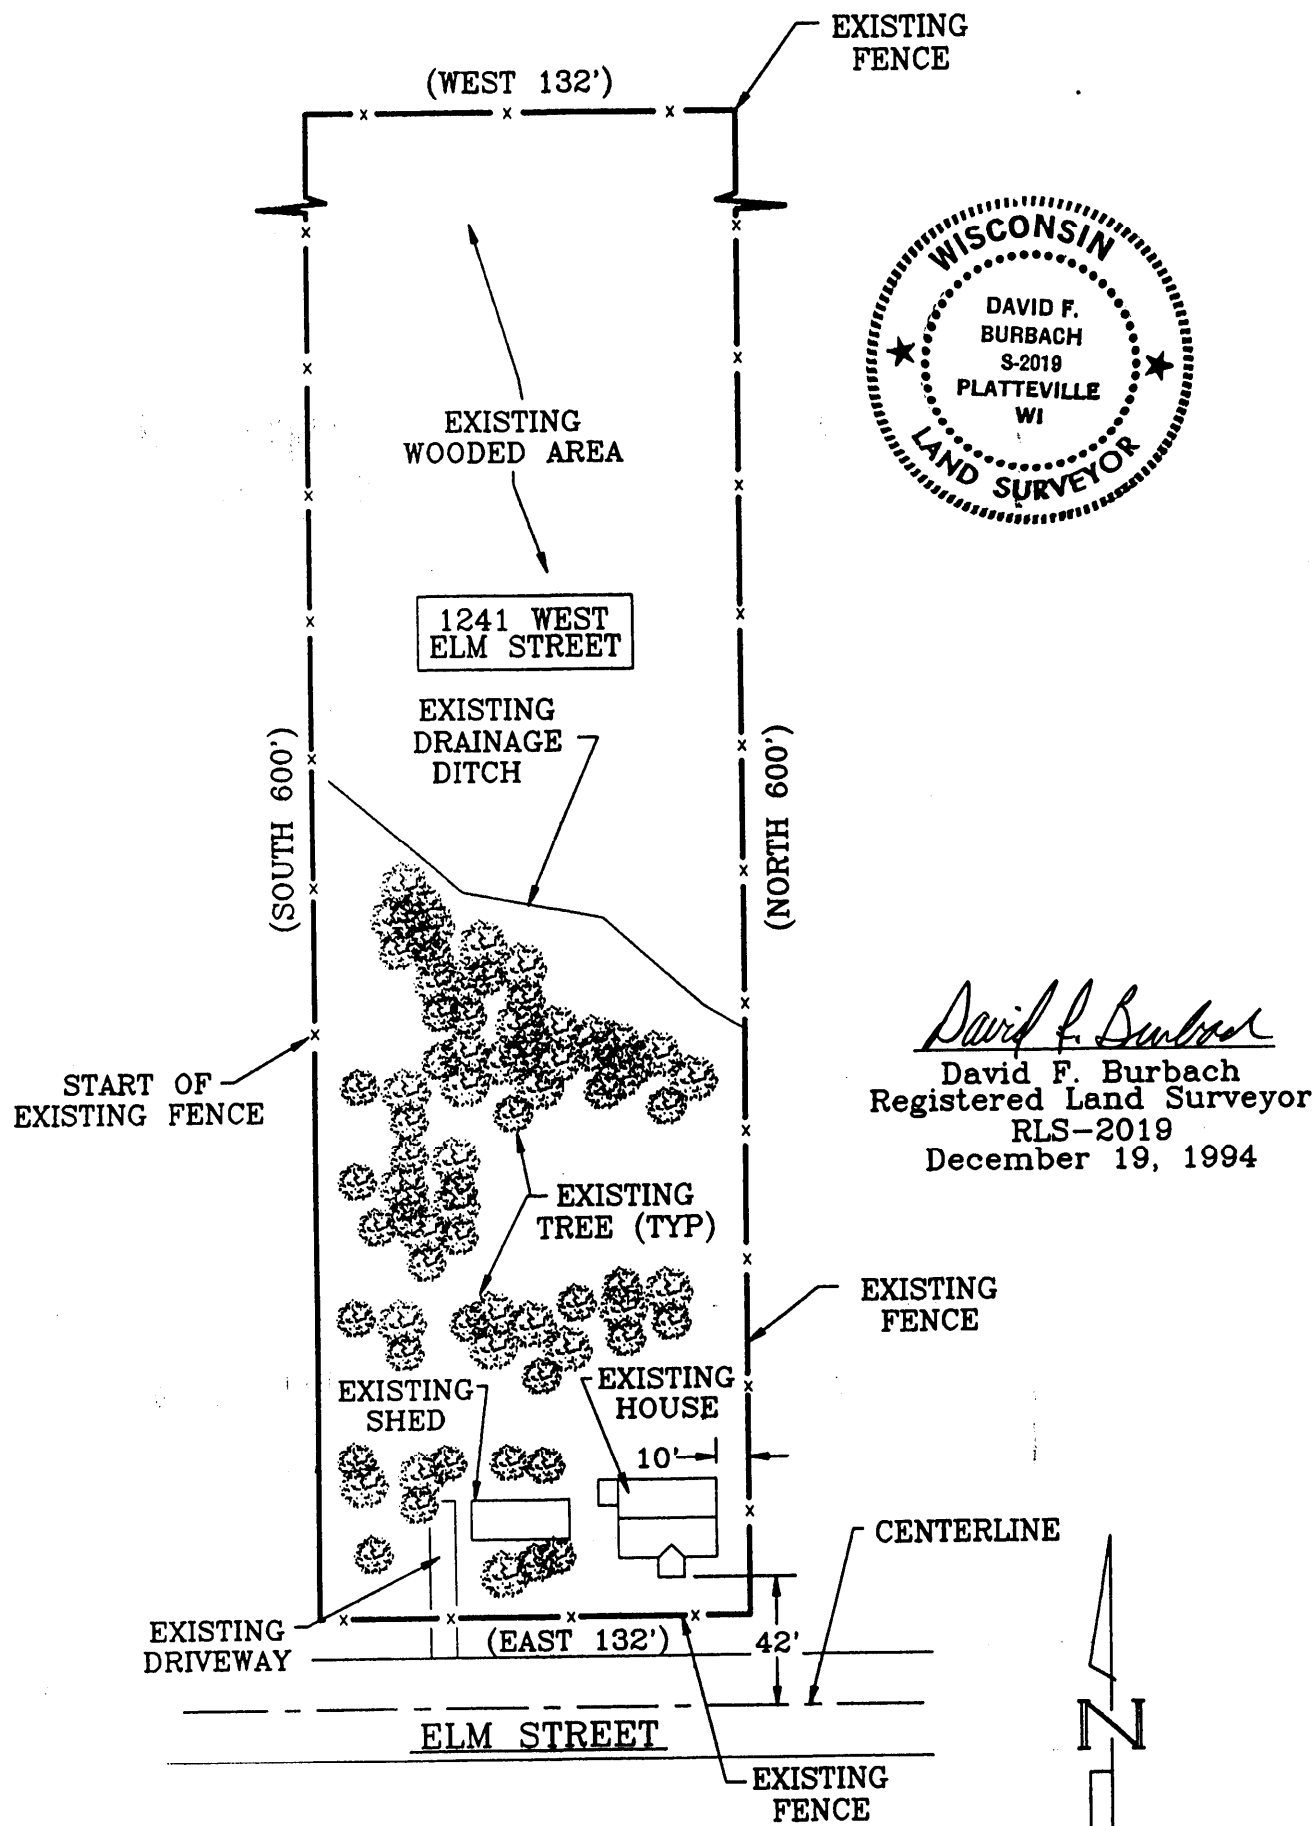 EXISTING
FENCE
(WEST 132')
WISCONSIN
DAVID F.
BURBACH
S-2019
PLATTEVILLE
WI
LAND SURVEYOR
EXISTING
WOODED AREA
1241 WEST
ELM STREET
EXISTING
DRAINAGE
DITCH
(SOUTH 600')
(NORTH 600')
START OF
EXISTING FENCE
David F. Burbach
David F. Burbach
Registered Land Surveyor
RLS-2019
December 19, 1994
EXISTING
TREE (TYP)
EXISTING
FENCE
EXISTING
SHED
EXISTING
HOUSE
10'
CENTERLINE
EXISTING
DRIVEWAY
(EAST 132')
42'
ELM STREET
N
EXISTING
FENCE